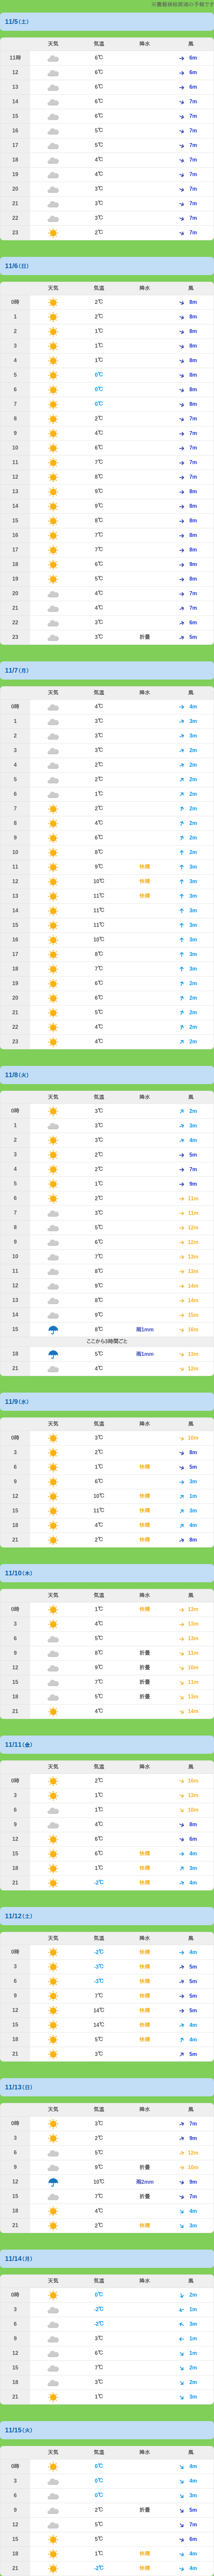 ※鷹巣移転原減の予報です
11/5(土)
天気 気温 降水 風
11時 6℃ 6m
12 6℃ 6m
13 6℃ 6m
14 6℃ 7m
15 6℃ 7m
16 5℃ 7m
17 5℃ 7m
18 4℃ 7m
19 4℃ 7m
20 3℃ 7m
21 3℃ 7m
22 3℃ 7m
23 2℃ 7m
11/6(日)
天気 気温 降水 風
0時 2℃ 8m
1 2℃ 8m
2 1℃ 8m
3 1℃ 8m
4 1℃ 8m
5 0℃ 8m
6 0℃ 8m
7 0℃ 8m
8 2℃ 7m
9 4℃ 7m
10 6℃ 7m
11 7℃ 7m
12 8℃ 7m
13 9℃ 8m
14 9℃ 8m
15 8℃ 8m
16 7℃ 8m
17 7℃ 8m
18 6℃ 9m
19 5℃ 8m
20 4℃ 7m
21 4℃ 7m
22 3℃ 6m
23 3℃ 折畳 5m
11/7(月)
天気 気温 降水 風
0時 4℃ 4m
1 3℃ 3m
2 3℃ 3m
3 3℃ 2m
4 2℃ 2m
5 2℃ 2m
6 1℃ 2m
7 2℃ 2m
8 4℃ 2m
9 6℃ 2m
10 8℃ 2m
11 9℃ 快晴 3m
12 10℃ 快晴 3m
13 11℃ 快晴 3m
14 11℃ 3m
15 11℃ 3m
16 10℃ 3m
17 8℃ 3m
18 7℃ 3m
19 6℃ 2m
20 6℃ 2m
21 5℃ 2m
22 4℃ 2m
23 4℃ 2m
11/8(火)
天気 気温 降水 風
0時 3℃ 2m
1 3℃ 3m
2 3℃ 4m
3 2℃ 5m
4 2℃ 7m
5 1℃ 9m
6 2℃ 11m
7 3℃ 11m
8 5℃ 12m
9 6℃ 12m
10 7℃ 13m
11 8℃ 13m
12 9℃ 14m
13 9℃ 14m
14 9℃ 15m
15 8℃ 雨1mm 16m
ここから3時間ごと
18 5℃ 雨1mm 13m
21 4℃ 12m
11/9(水)
天気 気温 降水 風
0時 3℃ 10m
3 2℃ 8m
6 1℃ 快晴 5m
9 6℃ 3m
12 10℃ 快晴 1m
15 11℃ 快晴 3m
18 4℃ 快晴 4m
21 2℃ 快晴 8m
11/10(木)
天気 気温 降水 風
0時 1℃ 快晴 13m
3 4℃ 13m
6 5℃ 13m
9 8℃ 折畳 11m
12 9℃ 折畳 10m
15 7℃ 折畳 11m
18 5℃ 折畳 13m
21 4℃ 14m
11/11(金)
天気 気温 降水 風
0時 2℃ 16m
3 1℃ 13m
6 1℃ 10m
9 4℃ 8m
12 6℃ 6m
15 6℃ 快晴 4m
18 1℃ 快晴 3m
21 -2℃ 快晴 4m
11/12(土)
天気 気温 降水 風
0時 -2℃ 快晴 4m
3 -3℃ 快晴 5m
6 -3℃ 快晴 5m
9 7℃ 快晴 5m
12 14℃ 快晴 5m
15 14℃ 快晴 4m
18 5℃ 快晴 4m
21 3℃ 5m
11/13(日)
天気 気温 降水 風
0時 3℃ 7m
3 2℃ 9m
6 5℃ 12m
9 9℃ 折畳 10m
12 10℃ 雨2mm 9m
15 7℃ 折畳 7m
18 4℃ 4m
21 2℃ 快晴 3m
11/14(月)
天気 気温 降水 風
0時 0℃ 2m
3 -2℃ 1m
6 -2℃ 3m
9 3℃ 1m
12 6℃ 1m
15 7℃ 2m
18 3℃ 2m
21 1℃ 3m
11/15(火)
天気 気温 降水 風
0時 0℃ 4m
3 0℃ 4m
6 0℃ 3m
9 2℃ 折畳 5m
12 5℃ 7m
15 5℃ 6m
18 1℃ 快晴 4m
21 -2℃ 快晴 4m